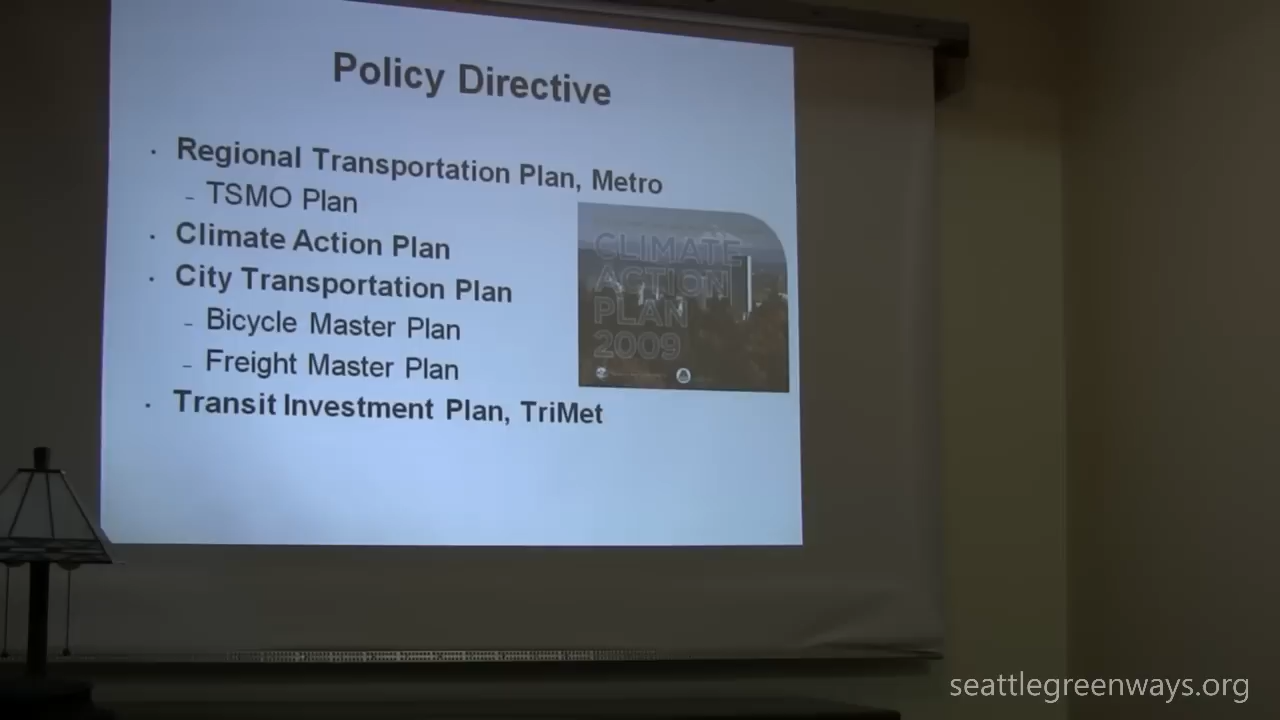 Policy Directive
· Regional Transportation Plan, Metro
- TSMO Plan
· Climate Action Plan
· City Transportation Plan
- Bicycle Master Plan
- Freight Master Plan
· Transit Investment Plan, TriMet
CLIMATE
ACTION
PLAN
2009
seattlegreenways.org